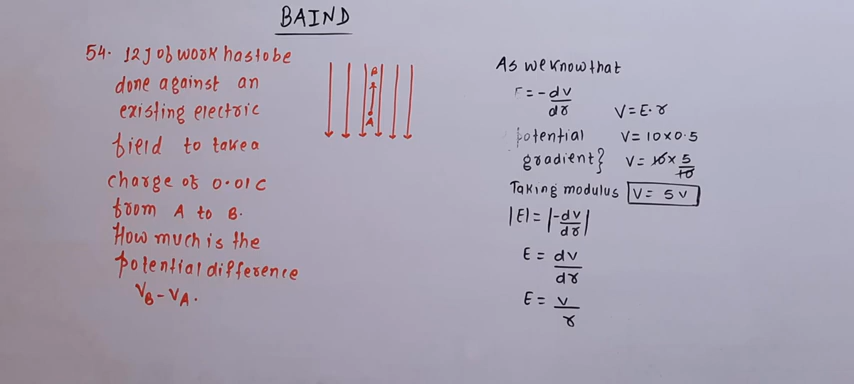 BAIND
54. 12 J of work has to be
done against an
existing electric
field to take a
charge of 0.01 C
from A to B.
How much is the
potential difference
VB - VA.
B
A
As we know that
E = - dv/dr
potential
gradient}
Taking modulus
|E| = |-dv/dr|
E = dv/dr
E = v/r
V = E.r
V = 10 x 0.5
V = 10 x 5/10
V = 5 v